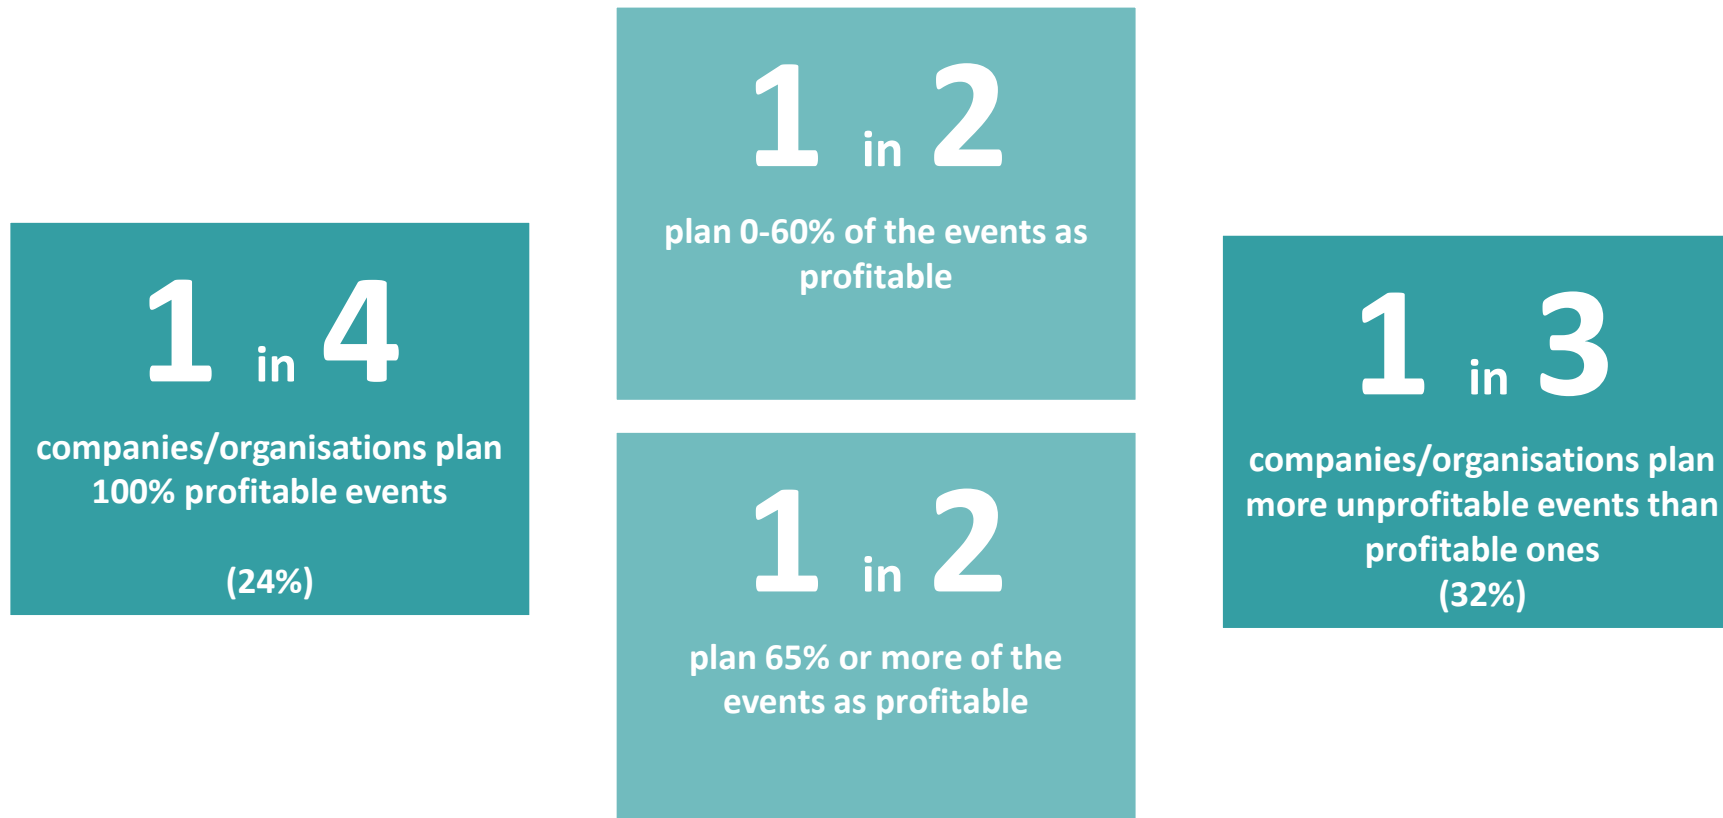 1 in 4
companies/organisations plan
100% profitable events
(24%)
1 in 2
plan 0-60% of the events as
profitable
1 in 2
plan 65% or more of the
events as profitable
1 in 3
companies/organisations plan
more unprofitable events than
profitable ones
(32%)